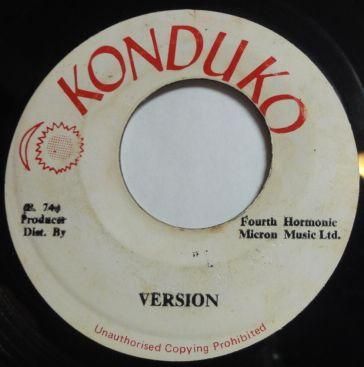 KONDUKO
(P. 74)
Producer
Dist. By
Fourth Hormonic
Micron Music Ltd.
VERSION
Unauthorised Copying Prohibited